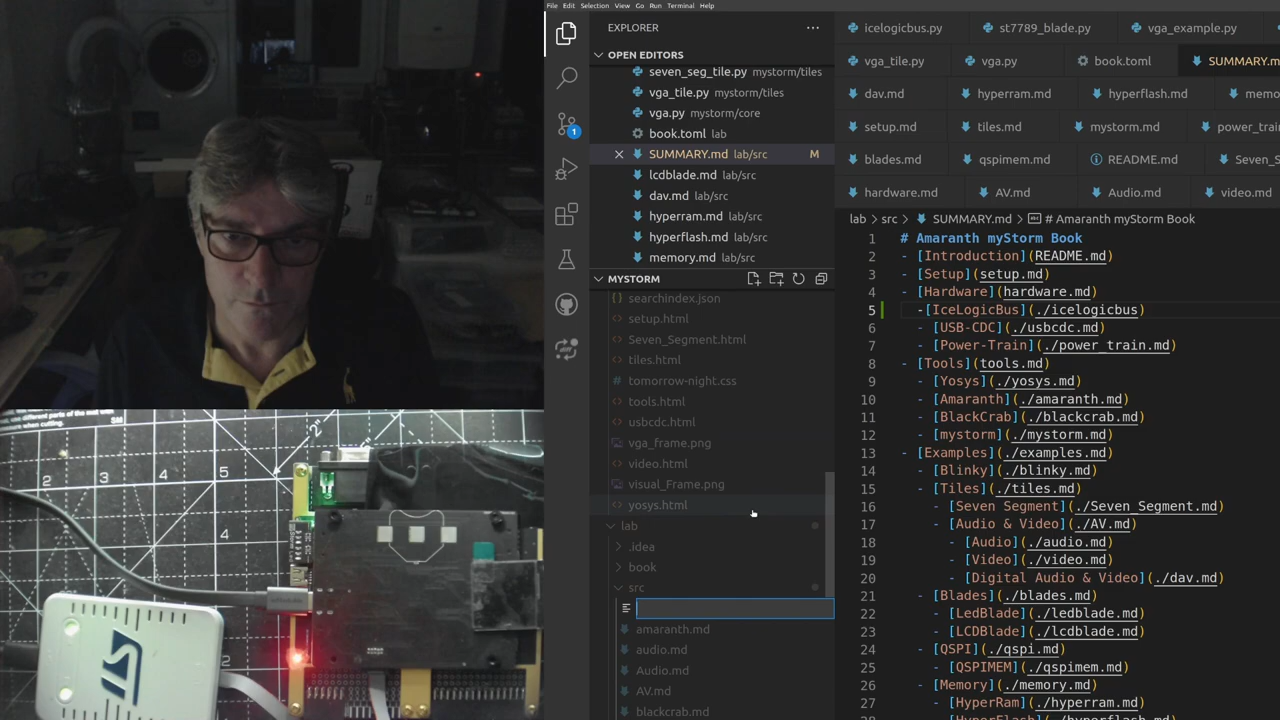 File Edit Selection View Go Run Terminal Help
EXPLORER
OPEN EDITORS
seven_seg_tile.py mystorm/tiles
vga_tile.py mystorm/tiles
vga.py mystorm/core
book.toml lab
SUMMARY.md lab/src M
lcdblade.md lab/src
dav.md lab/src
hyperram.md lab/src
hyperflash.md lab/src
memory.md lab/src
MYSTORM
searchindex.json
setup.html
Seven_Segment.html
tiles.html
tomorrow-night.css
tools.html
usbcdc.html
vga_frame.png
video.html
visual_Frame.png
yosys.html
lab
.idea
book
src
amaranth.md
audio.md
Audio.md
AV.md
blackcrab.md
1
icelogicbus.py st7789_blade.py vga_example.py
vga_tile.py vga.py book.toml SUMMARY.m
dav.md hyperram.md hyperflash.md memo
setup.md tiles.md mystorm.md power_train
blades.md qspimem.md README.md Seven_S
hardware.md AV.md Audio.md video.md
lab > src > SUMMARY.md > # Amaranth myStorm Book
1 # Amaranth myStorm Book
2 - [Introduction](README.md)
3 - [Setup](setup.md)
4 - [Hardware](hardware.md)
5 -[IceLogicBus](./icelogicbus)
6 - [USB-CDC](./usbcdc.md)
7 - [Power-Train](./power_train.md)
8 - [Tools](tools.md)
9 - [Yosys](./yosys.md)
10 - [Amaranth](./amaranth.md)
11 - [BlackCrab](./blackcrab.md)
12 - [mystorm](./mystorm.md)
13 - [Examples](./examples.md)
14 - [Blinky](./blinky.md)
15 - [Tiles](./tiles.md)
16 - [Seven Segment](./Seven_Segment.md)
17 - [Audio & Video](./AV.md)
18 - [Audio](./audio.md)
19 - [Video](./video.md)
20 - [Digital Audio & Video](./dav.md)
21 - [Blades](./blades.md)
22 - [LedBlade](./ledblade.md)
23 - [LCDBlade](./lcdblade.md)
24 - [QSPI](./qspi.md)
25 - [QSPIMEM](./qspimem.md)
26 - [Memory](./memory.md)
27 - [HyperRam](./hyperram.md)
2 3 4 5
2"
SM